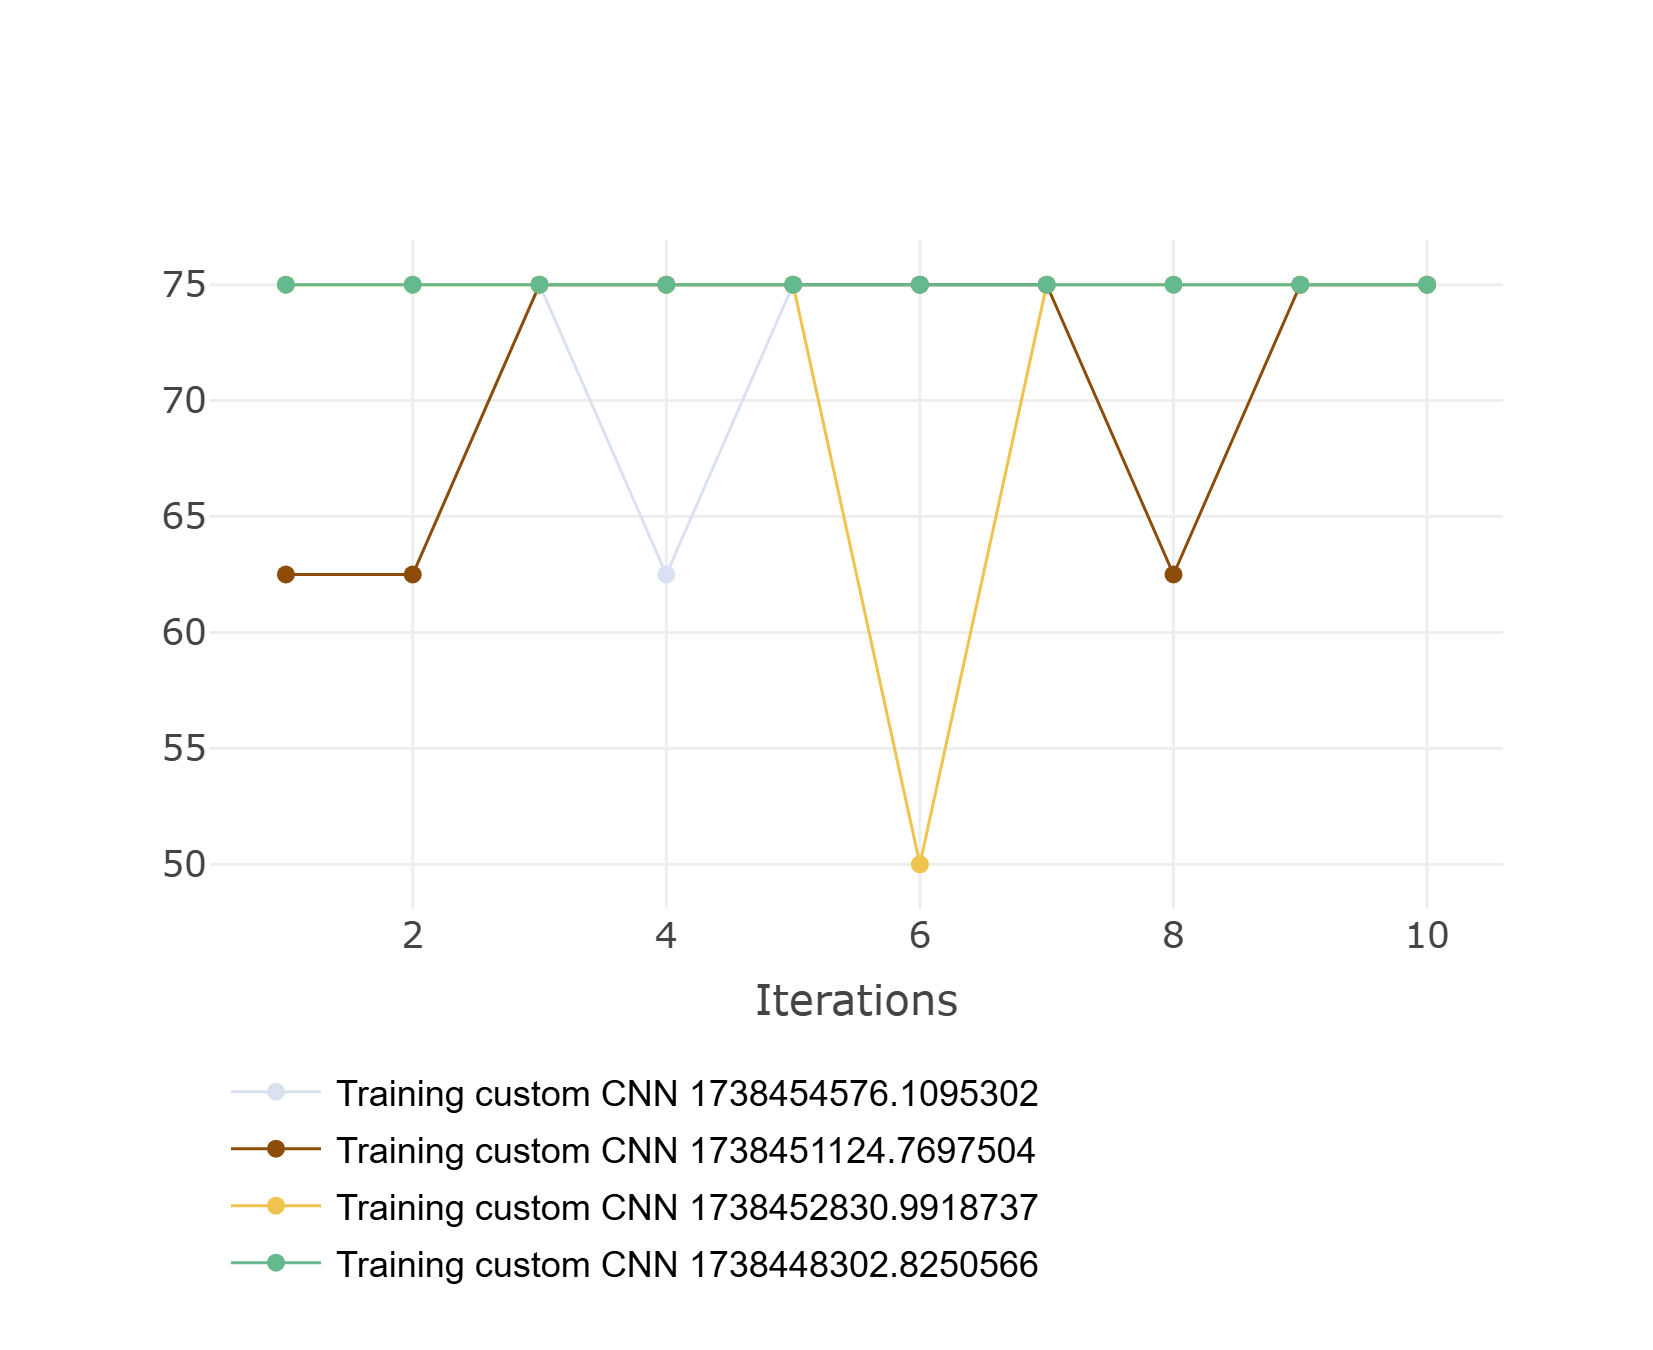 75
70
65
60
55
50
2 4 6 8 10
Iterations
Training custom CNN 1738454576.1095302
Training custom CNN 1738451124.7697504
Training custom CNN 1738452830.9918737
Training custom CNN 1738448302.8250566